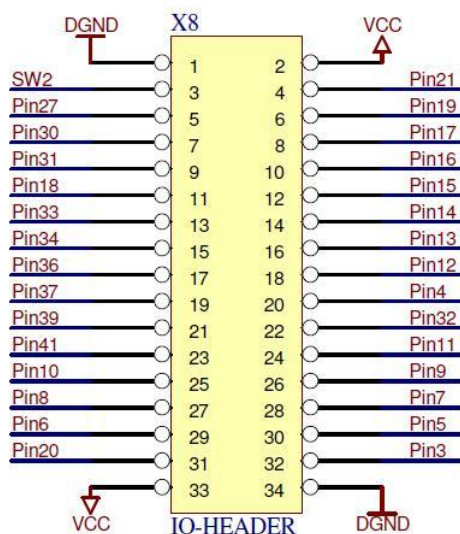 X8
DGND VCC
1 2
SW2 3 4 Pin21
Pin27 5 6 Pin19
Pin30 7 8 Pin17
Pin31 9 10 Pin16
Pin18 11 12 Pin15
Pin33 13 14 Pin14
Pin34 15 16 Pin13
Pin36 17 18 Pin12
Pin37 19 20 Pin4
Pin39 21 22 Pin32
Pin41 23 24 Pin11
Pin10 25 26 Pin9
Pin8 27 28 Pin7
Pin6 29 30 Pin5
Pin20 31 32 Pin3
33 34
VCC DGND
IO-HEADER